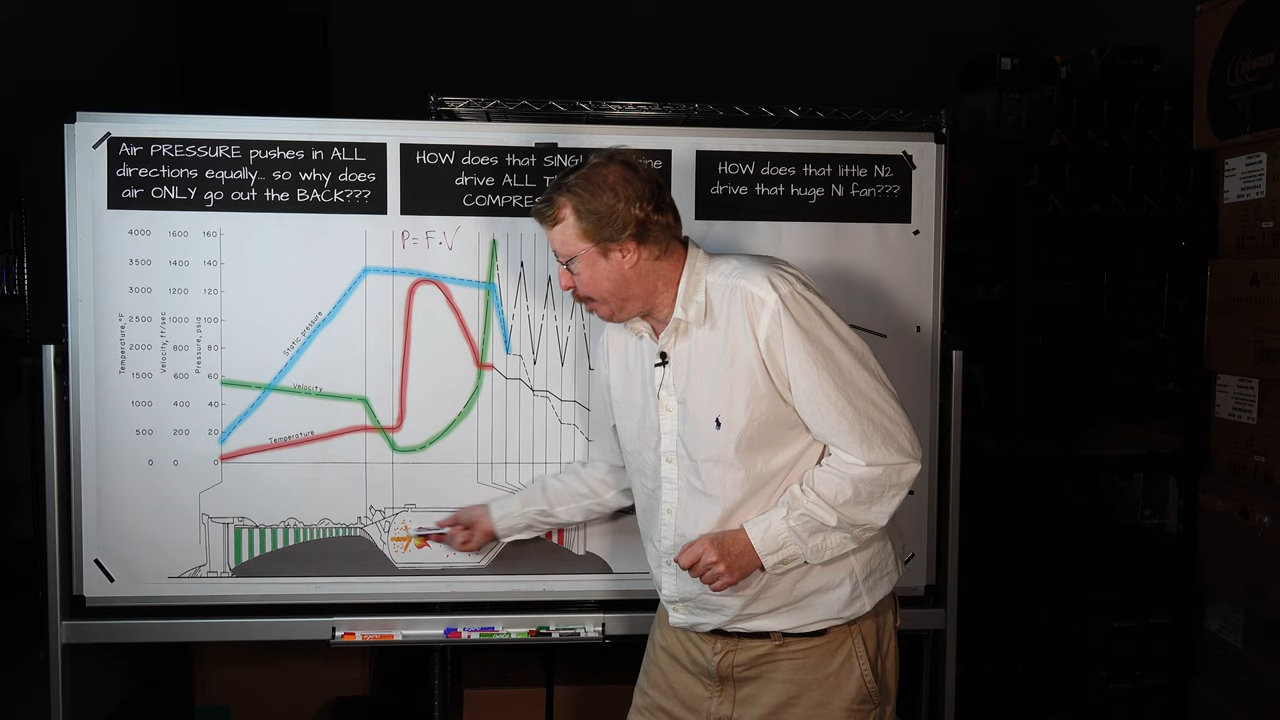 Air PRESSURE pushes in ALL
directions equally... so why does
air ONLY go out the BACK???
HOW does that
drive ALL
HOW does that little N2
drive that huge N1 fan???
P=F·V
4000 1600 160
3500 1400 140
3000 1200 120
2500 1000 100
2000 800 80
1500 600 60
1000 400 40
500 200 20
0 0 0
Temperature, °F
Velocity, ft/sec
Pressure, psia
Static pressure
Velocity
Temperature